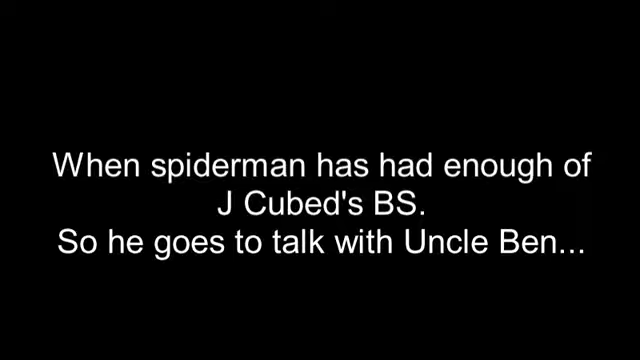 When spiderman has had enough of
J Cubed's BS.
So he goes to talk with Uncle Ben...